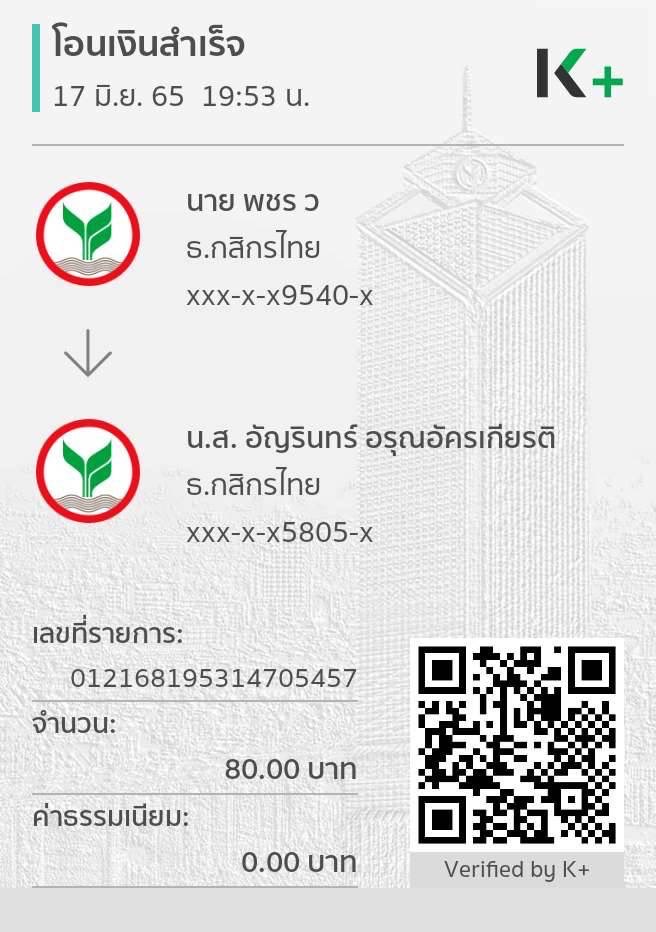 โอนเงินสำเร็จ
17 มิ.ย. 65 19:53 น.
K+
นาย พชร ว
ธ.กสิกรไทย
xxx-x-x9540-x
น.ส. อัญรินทร์ อรุณอัครเกียรติ
ธ.กสิกรไทย
xxx-x-x5805-x
เลขที่รายการ:
012168195314705457
จำนวน:
80.00 บาท
ค่าธรรมเนียม:
0.00 บาท
Verified by K+